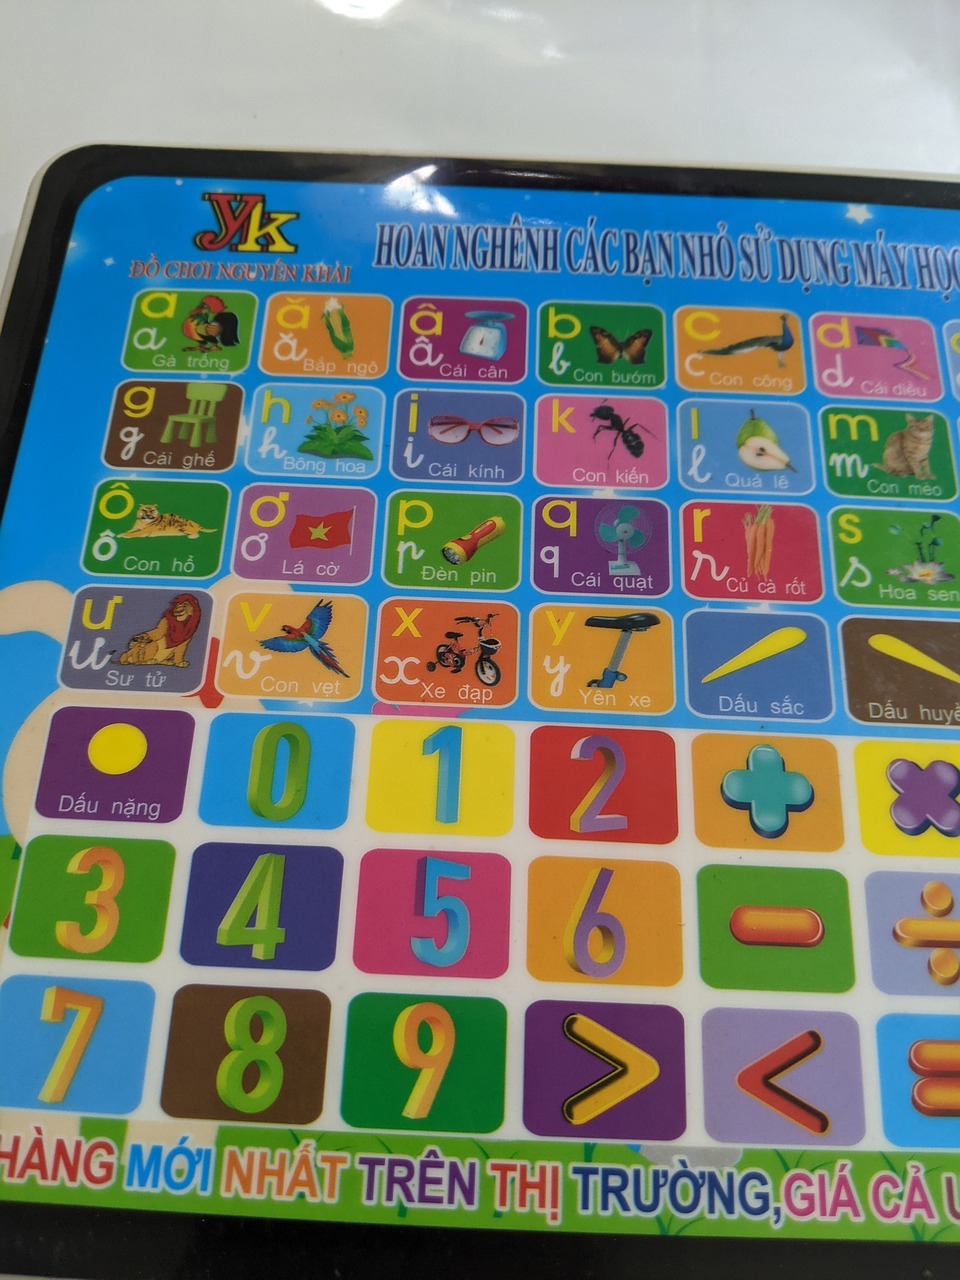 yk
ĐỒ CHƠI NGUYÊN KHẢI
HOAN NGHÊNH CÁC BẠN NHỎ SỬ DỤNG MÁY HỌC
a a Gà trống
ă ă Bắp ngô
â â Cái cân
b b Con bướm
c c Con công
d d Cái diều
g g Cái ghế
h h Bông hoa
i i Cái kính
k Con kiến
l l Quả lê
m m Con mèo
ô ô Con hổ
ơ ơ Lá cờ
p p Đèn pin
q q Cái quạt
r r Củ cà rốt
s s Hoa sen
ư ư Sư tử
v v Con vẹt
x x Xe đạp
y y Yên xe
Dấu sắc
Dấu huyề
Dấu nặng
0 1 2 + ×
3 4 5 6 - ÷
7 8 9 > < =
HÀNG MỚI NHẤT TRÊN THỊ TRƯỜNG,GIÁ CẢ